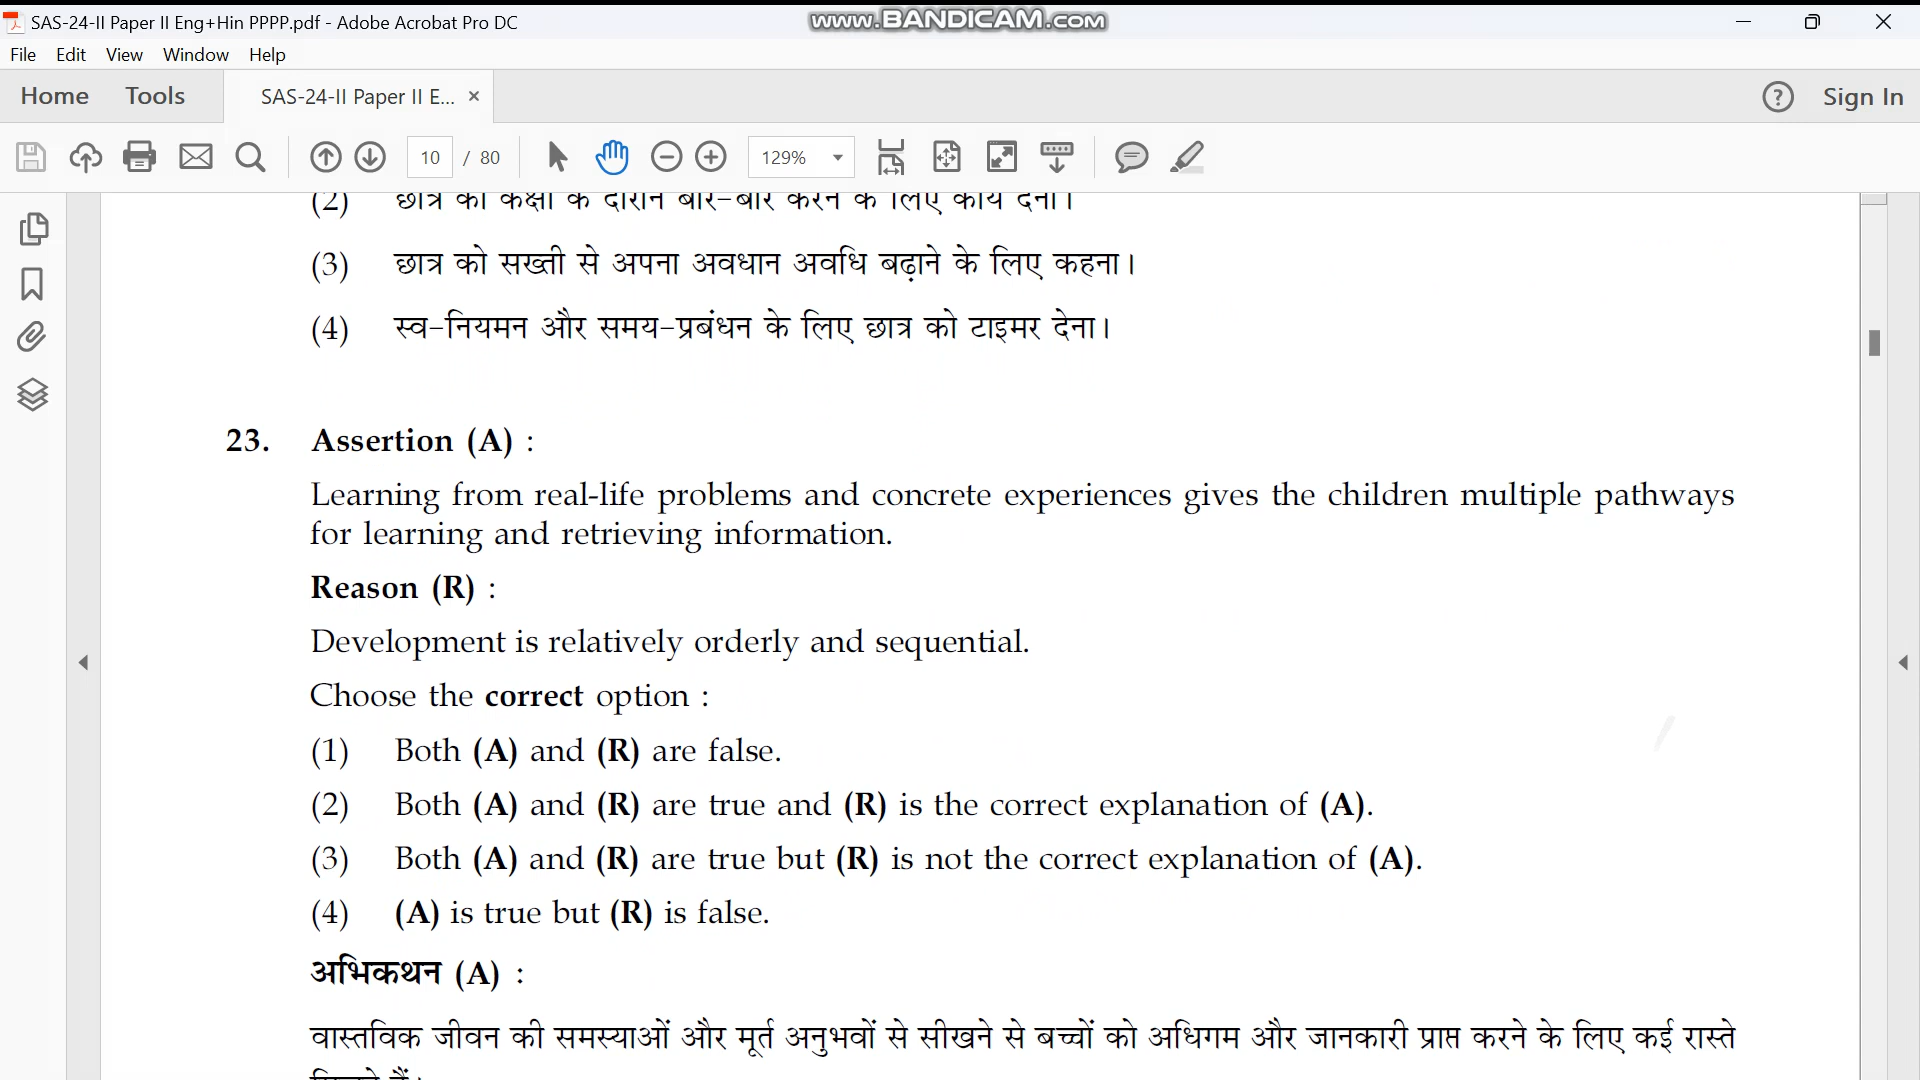 SAS-24-II Paper II Eng+Hin PPPP.pdf - Adobe Acrobat Pro DC
www.BANDICAM.com
File Edit View Window Help
Home Tools SAS-24-II Paper II E... × Sign In
10 / 80 129%
(2) छात्र को कक्षा के दौरान बार-बार करने के लिए कार्य देना।
(3) छात्र को सख्ती से अपना अवधान अवधि बढ़ाने के लिए कहना।
(4) स्व-नियमन और समय-प्रबंधन के लिए छात्र को टाइमर देना।
23. Assertion (A) :
Learning from real-life problems and concrete experiences gives the children multiple pathways
for learning and retrieving information.
Reason (R) :
Development is relatively orderly and sequential.
Choose the correct option :
(1) Both (A) and (R) are false.
(2) Both (A) and (R) are true and (R) is the correct explanation of (A).
(3) Both (A) and (R) are true but (R) is not the correct explanation of (A).
(4) (A) is true but (R) is false.
अभिकथन (A) :
वास्तविक जीवन की समस्याओं और मूर्त अनुभवों से सीखने से बच्चों को अधिगम और जानकारी प्राप्त करने के लिए कई रास्ते